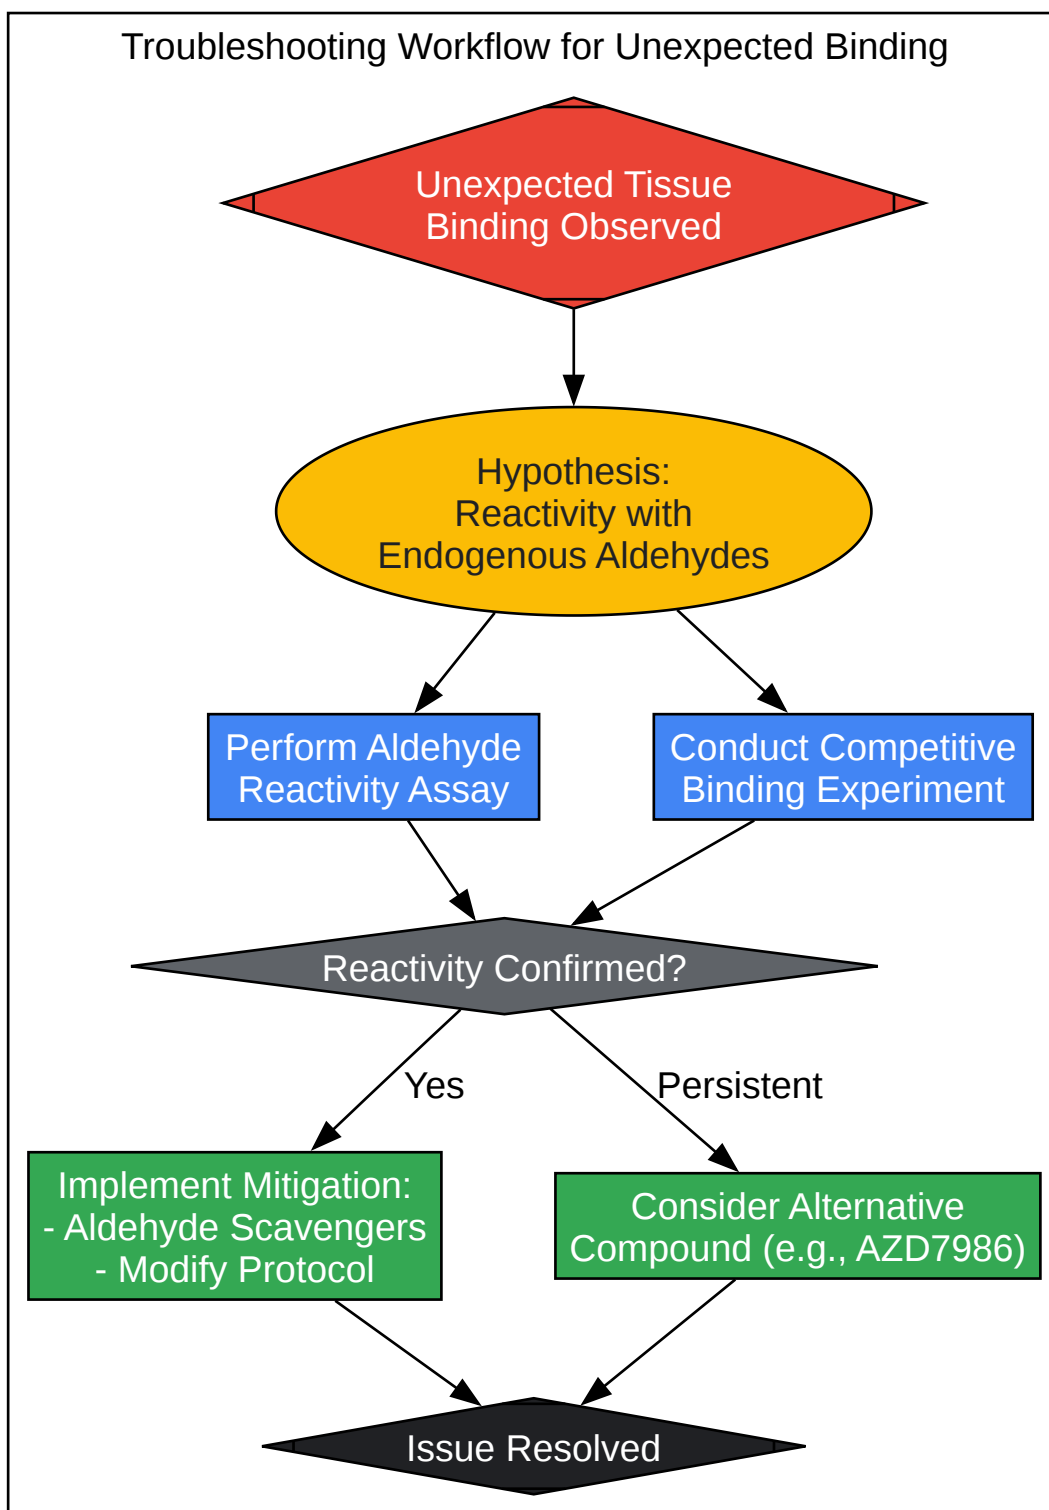 Troubleshooting Workflow for Unexpected Binding
Unexpected Tissue
Binding Observed
Hypothesis:
Reactivity with
Endogenous Aldehydes
Perform Aldehyde
Reactivity Assay
Conduct Competitive
Binding Experiment
Reactivity Confirmed?
Yes
Persistent
Implement Mitigation:
- Aldehyde Scavengers
- Modify Protocol
Consider Alternative
Compound (e.g., AZD7986)
Issue Resolved